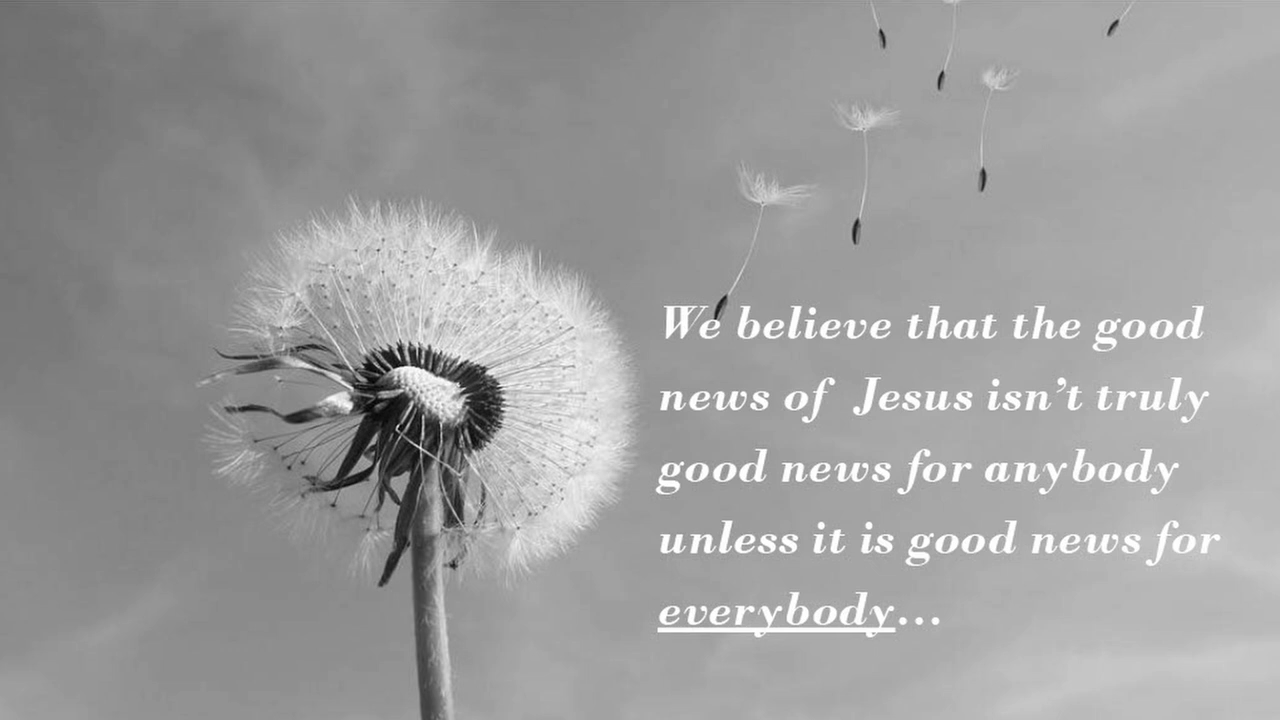 We believe that the good
news of Jesus isn’t truly
good news for anybody
unless it is good news for
everybody...